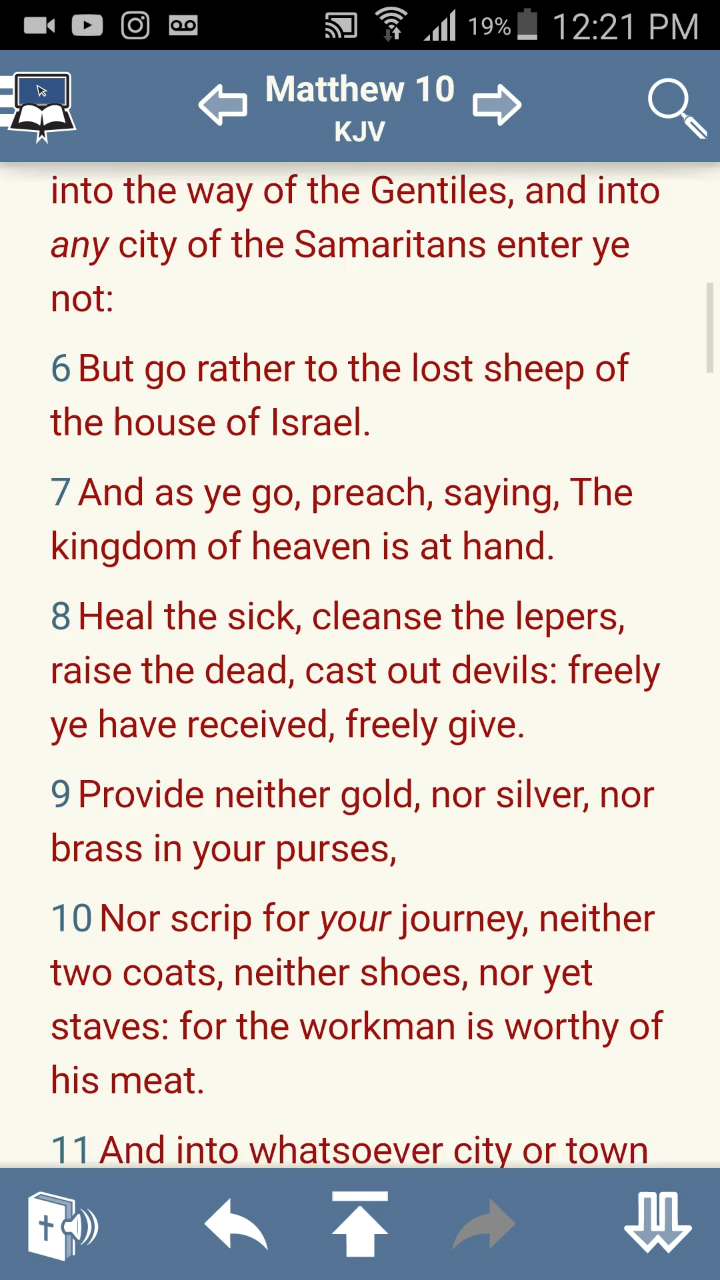 19% 12:21 PM
Matthew 10
KJV
into the way of the Gentiles, and into
any city of the Samaritans enter ye
not:
6 But go rather to the lost sheep of
the house of Israel.
7 And as ye go, preach, saying, The
kingdom of heaven is at hand.
8 Heal the sick, cleanse the lepers,
raise the dead, cast out devils: freely
ye have received, freely give.
9 Provide neither gold, nor silver, nor
brass in your purses,
10 Nor scrip for your journey, neither
two coats, neither shoes, nor yet
staves: for the workman is worthy of
his meat.
11 And into whatsoever city or town